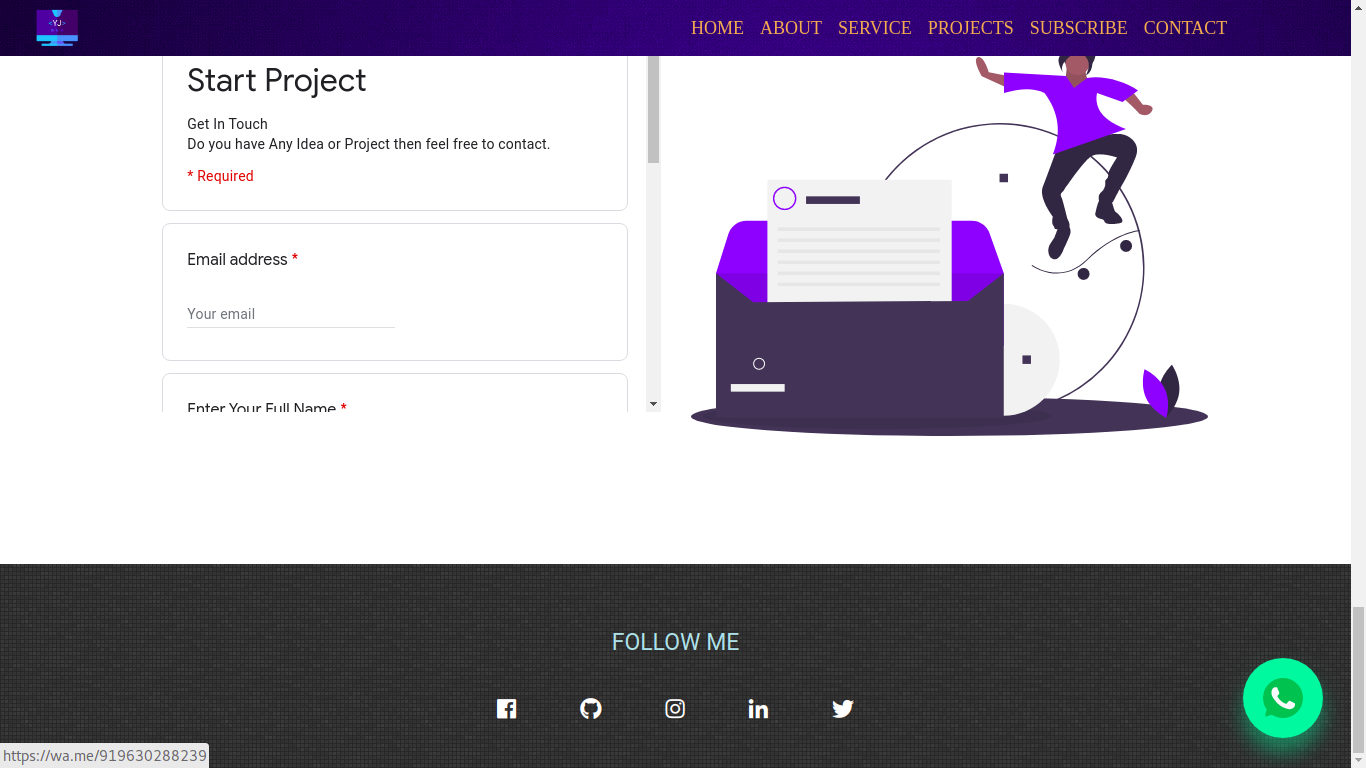 <YJ>
HOME ABOUT SERVICE PROJECTS SUBSCRIBE CONTACT
Start Project
Get In Touch
Do you have Any Idea or Project then feel free to contact.
* Required
Email address *
Your email
Enter Your Full Name *
FOLLOW ME
https://wa.me/919630288239